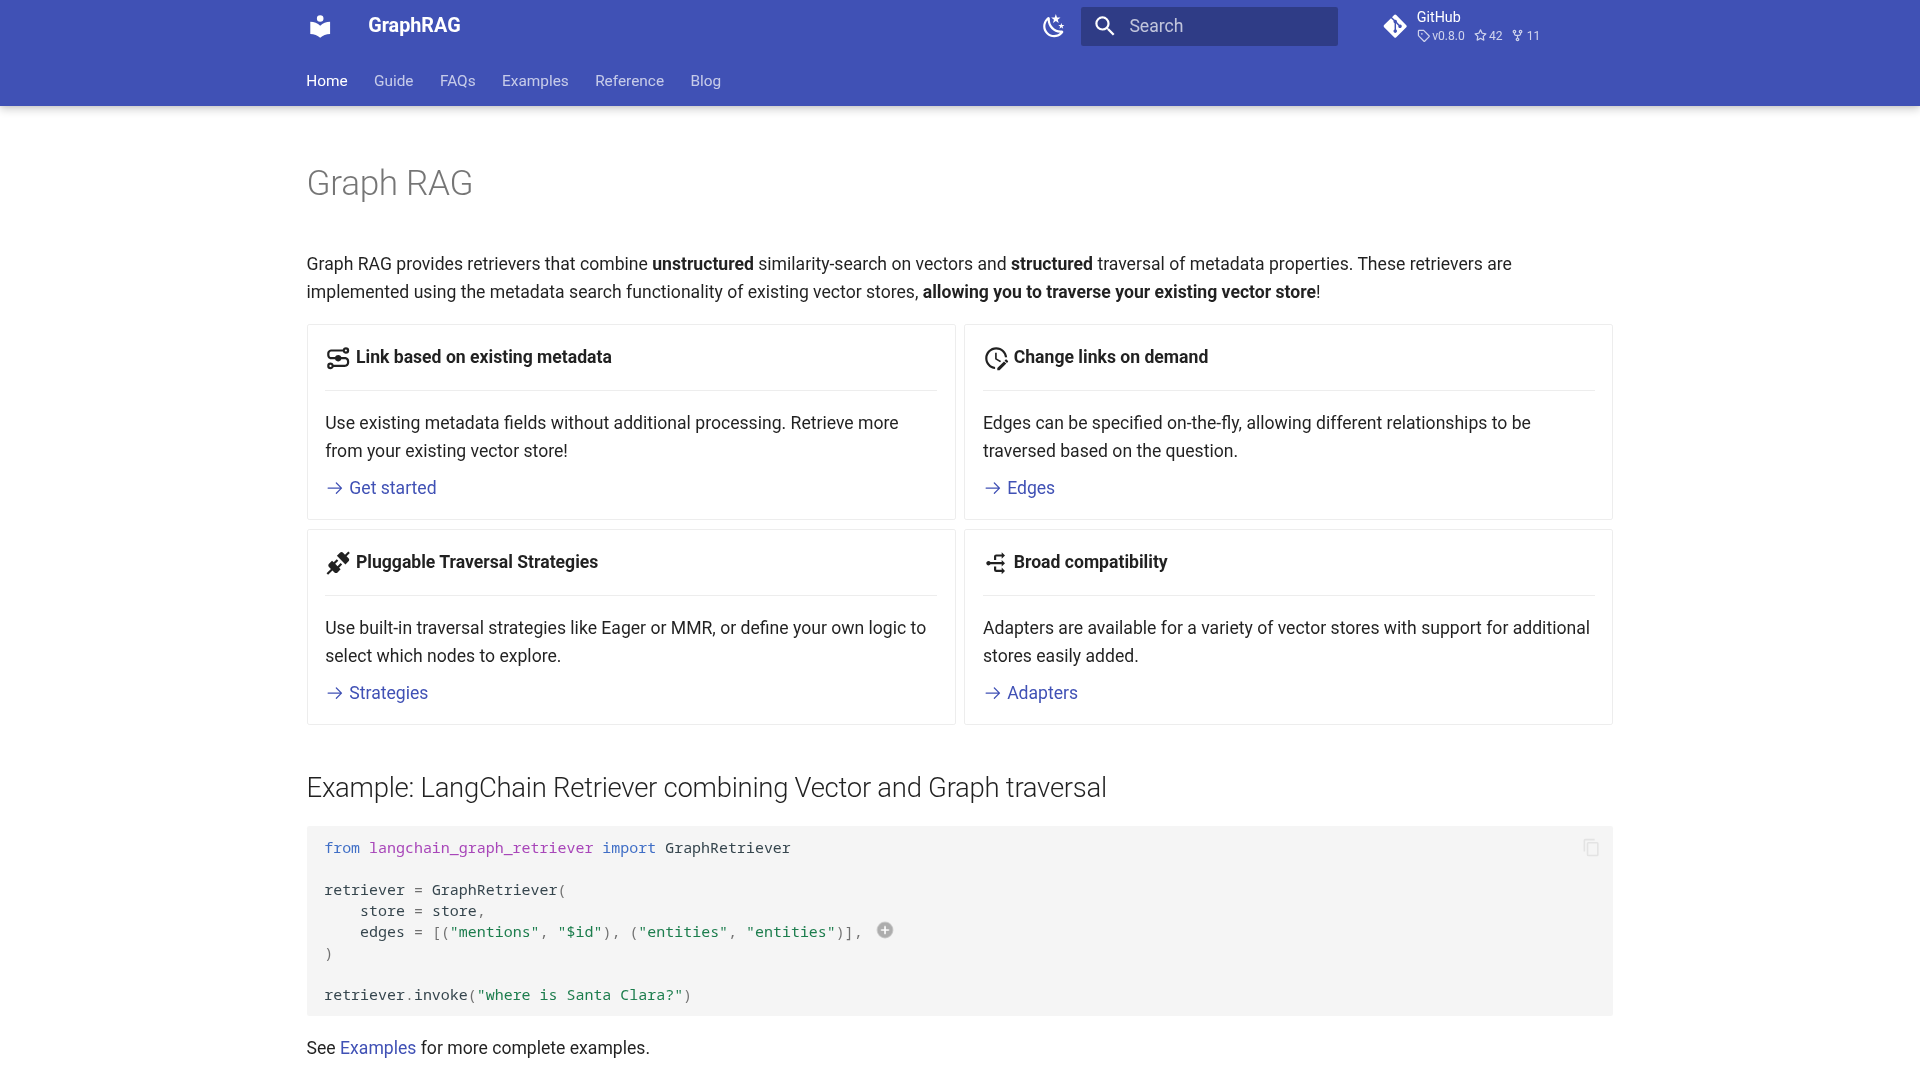 GraphRAG
Search
GitHub
v0.8.0 42 11
Home Guide FAQs Examples Reference Blog
Graph RAG
Graph RAG provides retrievers that combine unstructured similarity-search on vectors and structured traversal of metadata properties. These retrievers are
implemented using the metadata search functionality of existing vector stores, allowing you to traverse your existing vector store!
Link based on existing metadata
Use existing metadata fields without additional processing. Retrieve more
from your existing vector store!
→ Get started
Change links on demand
Edges can be specified on-the-fly, allowing different relationships to be
traversed based on the question.
→ Edges
Pluggable Traversal Strategies
Use built-in traversal strategies like Eager or MMR, or define your own logic to
select which nodes to explore.
→ Strategies
Broad compatibility
Adapters are available for a variety of vector stores with support for additional
stores easily added.
→ Adapters
Example: LangChain Retriever combining Vector and Graph traversal
from langchain_graph_retriever import GraphRetriever
retriever = GraphRetriever(
    store = store,
    edges = [("mentions", "$id"), ("entities", "entities")],
)
retriever.invoke("where is Santa Clara?")
See Examples for more complete examples.